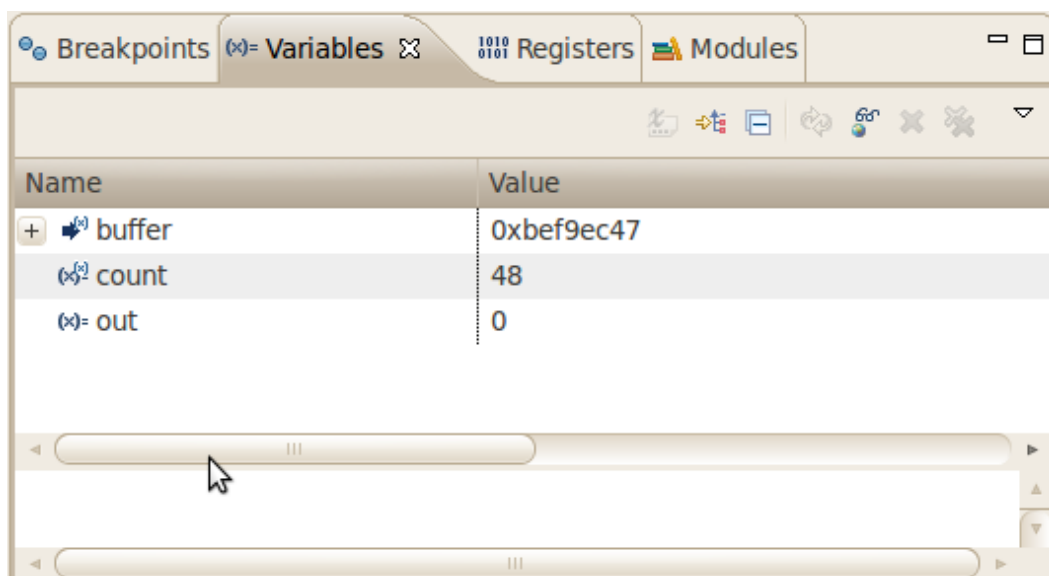 Breakpoints (x)= Variables Registers Modules
Name Value
buffer 0xbef9ec47
count 48
(x)= out 0